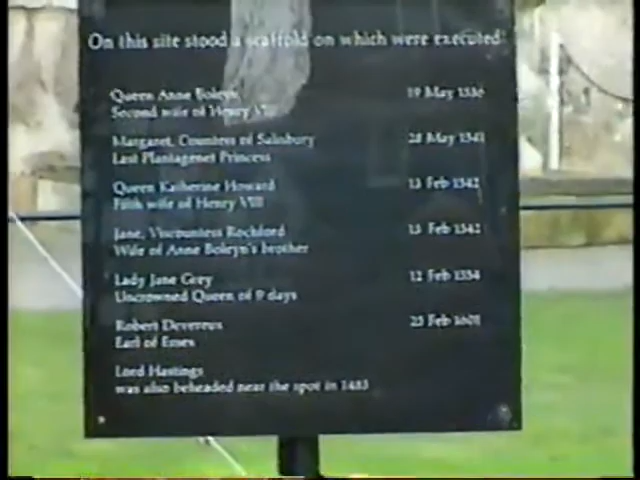 On this site stood a scaffold on which were executed:
Queen Anne Boleyn 19 May 1536
Second wife of Henry VIII
Margaret, Countess of Salisbury 28 May 1541
Last Plantagenet Princess
Queen Katherine Howard 13 Feb 1542
Fifth wife of Henry VIII
Jane, Viscountess Rochford 13 Feb 1542
Wife of Anne Boleyn's brother
Lady Jane Grey 12 Feb 1554
Uncrowned Queen of 9 days
Robert Devereux 25 Feb 1601
Earl of Essex
Lord Hastings
was also beheaded near the spot in 1483